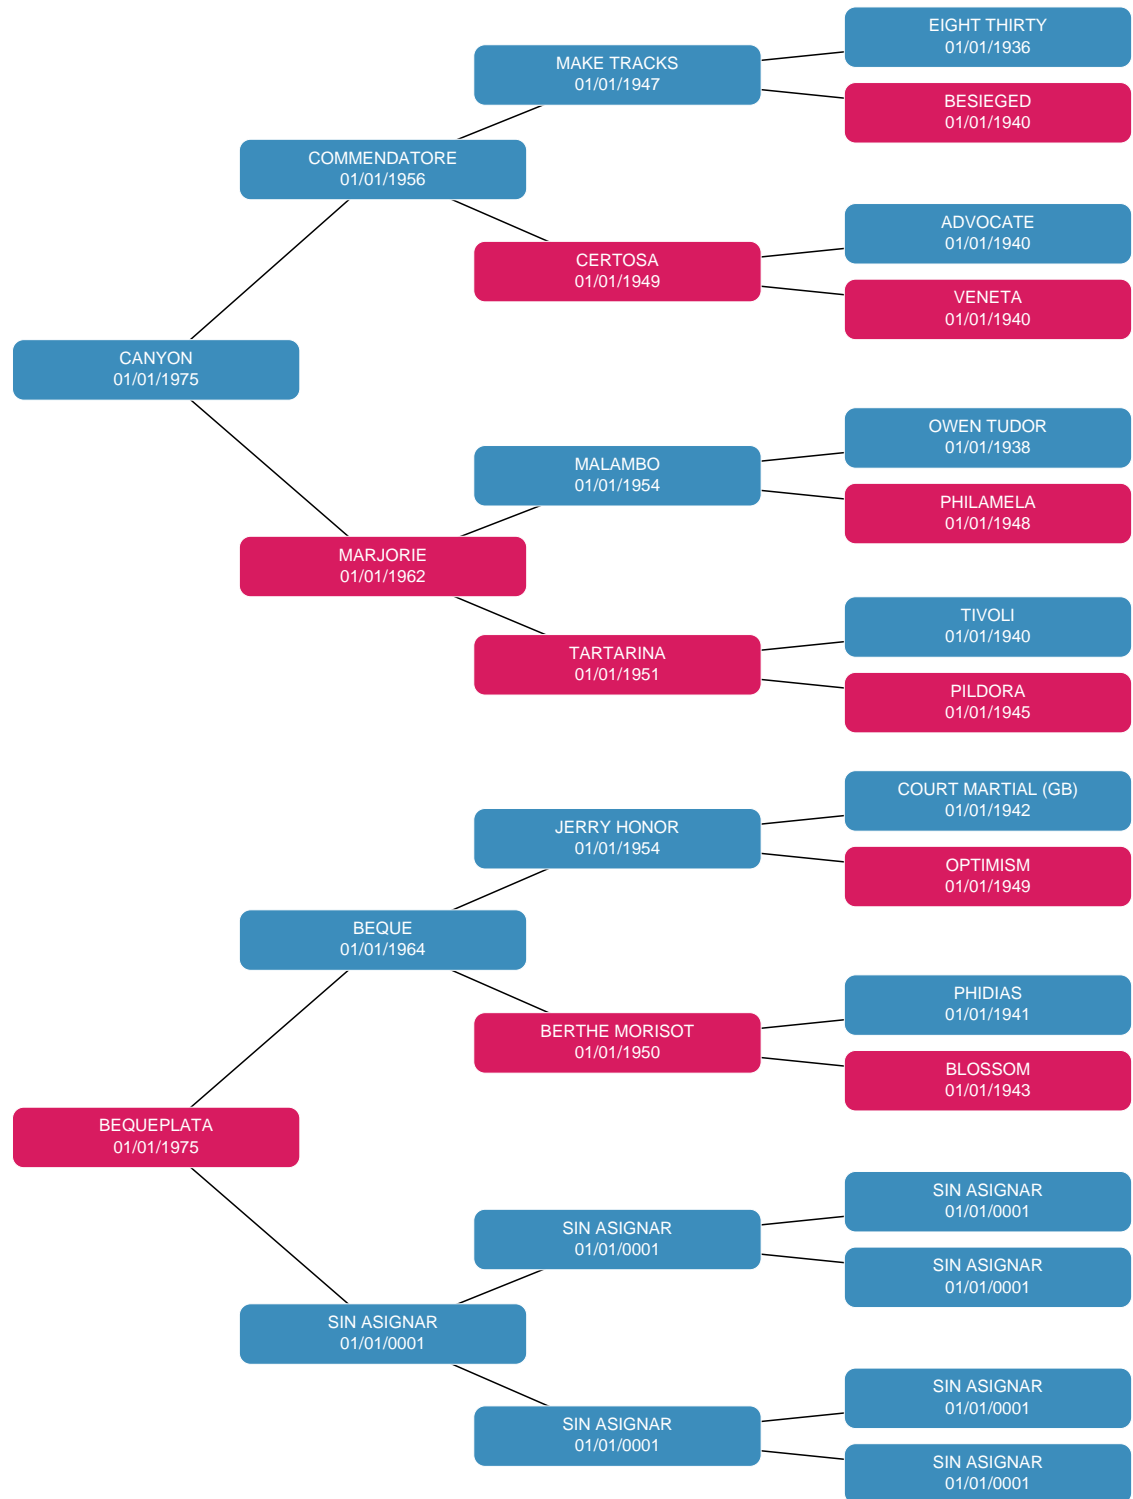 EIGHT THIRTY
01/01/1936
MAKE TRACKS
01/01/1947
BESIEGED
01/01/1940
COMMENDATORE
01/01/1956
ADVOCATE
01/01/1940
CERTOSA
01/01/1949
VENETA
01/01/1940
CANYON
01/01/1975
OWEN TUDOR
01/01/1938
MALAMBO
01/01/1954
PHILAMELA
01/01/1948
MARJORIE
01/01/1962
TIVOLI
01/01/1940
TARTARINA
01/01/1951
PILDORA
01/01/1945
COURT MARTIAL (GB)
01/01/1942
JERRY HONOR
01/01/1954
OPTIMISM
01/01/1949
BEQUE
01/01/1964
PHIDIAS
01/01/1941
BERTHE MORISOT
01/01/1950
BLOSSOM
01/01/1943
BEQUEPLATA
01/01/1975
SIN ASIGNAR
01/01/0001
SIN ASIGNAR
01/01/0001
SIN ASIGNAR
01/01/0001
SIN ASIGNAR
01/01/0001
SIN ASIGNAR
01/01/0001
SIN ASIGNAR
01/01/0001
SIN ASIGNAR
01/01/0001